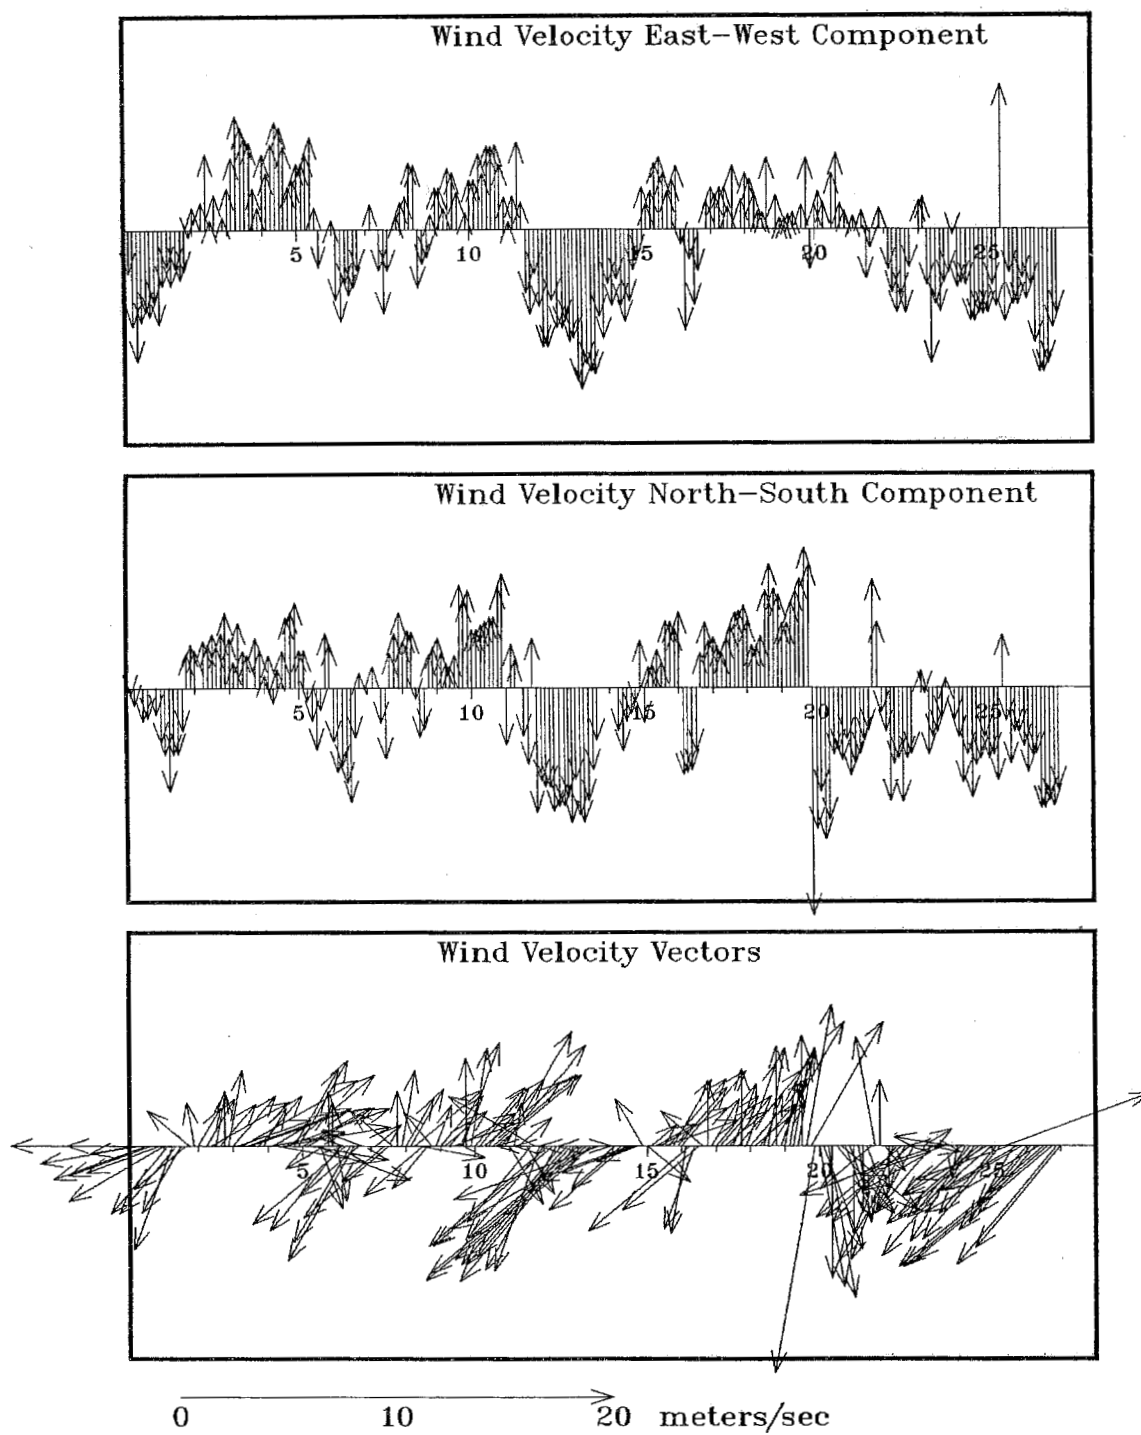 Wind Velocity East-West Component
5 10 15 20 25
Wind Velocity North-South Component
5 10 15 20 25
Wind Velocity Vectors
5 10 15 20 25
0 10 20 meters/sec